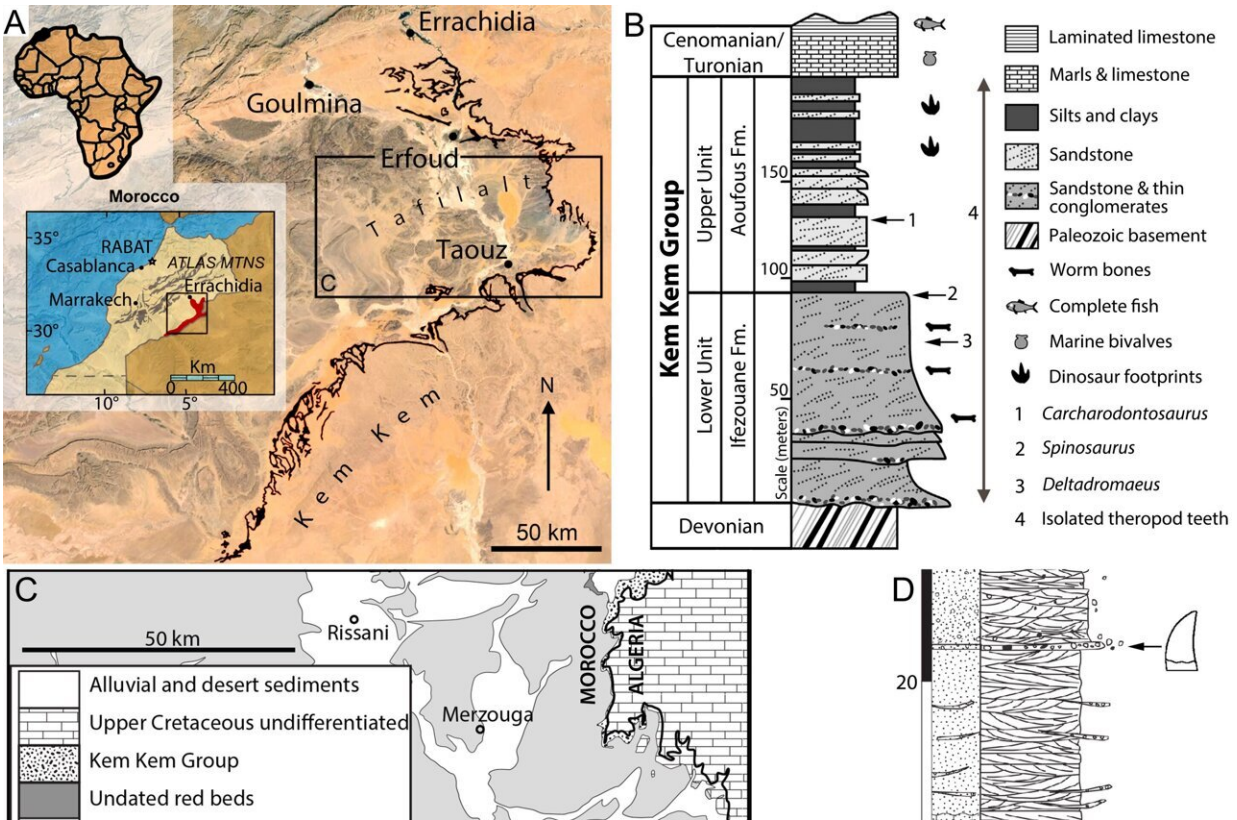 A
Errachidia
Goulmina
Erfoud
Tafilalt
Taouz
C
Kem Kem
N
50 km
Morocco
35°
RABAT
Casablanca
ATLAS MTNS
Errachidia
Marrakech
30°
Km
0 400
10° 5°
B
Cenomanian/
Turonian
Kem Kem Group
Upper Unit
Aoufous Fm.
Lower Unit
Ifezouane Fm.
Scale (meters)
150
100
50
Devonian
1
2
3
4
Laminated limestone
Marls & limestone
Silts and clays
Sandstone
Sandstone & thin
conglomerates
Paleozoic basement
Worm bones
Complete fish
Marine bivalves
Dinosaur footprints
1 Carcharodontosaurus
2 Spinosaurus
3 Deltadromaeus
4 Isolated theropod teeth
C
50 km
Rissani
Merzouga
MOROCCO
ALGERIA
Alluvial and desert sediments
Upper Cretaceous undifferentiated
Kem Kem Group
Undated red beds
D
20